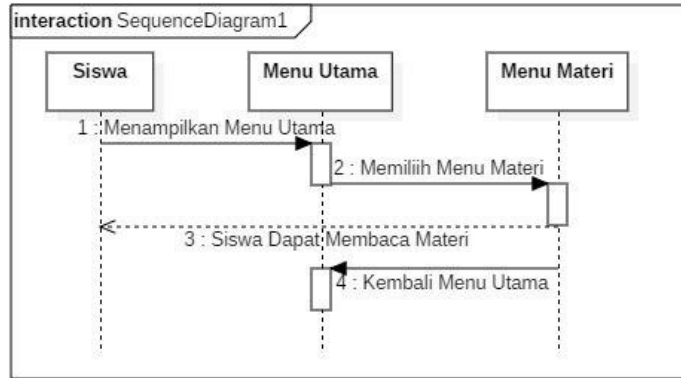 interaction SequenceDiagram1
Siswa
Menu Utama
Menu Materi
1 : Menampilkan Menu Utama
2 : Memiliih Menu Materi
3 : Siswa Dapat Membaca Materi
4 : Kembali Menu Utama